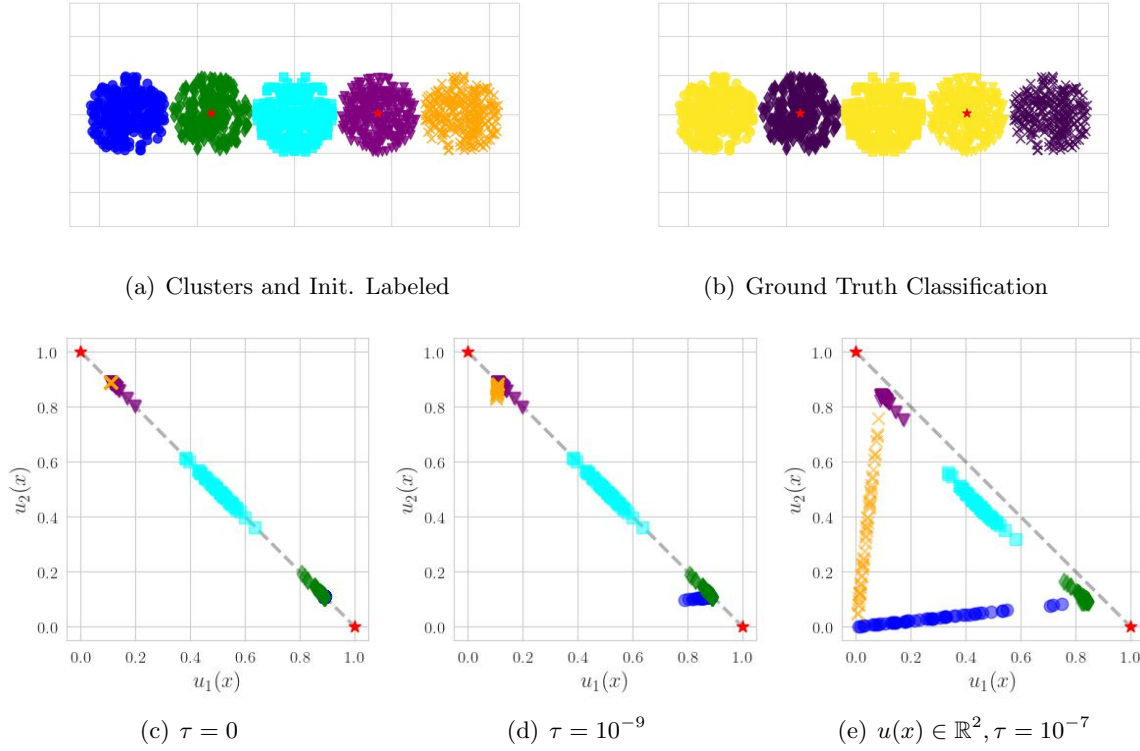 (a) Clusters and Init. Labeled
(b) Ground Truth Classification
1.0
0.8
0.6
0.4
0.2
0.0
u₂(x)
0.0 0.2 0.4 0.6 0.8 1.0
u₁(x)
(c) τ = 0
1.0
0.8
0.6
0.4
0.2
0.0
u₂(x)
0.0 0.2 0.4 0.6 0.8 1.0
u₁(x)
(d) τ = 10⁻⁹
1.0
0.8
0.6
0.4
0.2
0.0
u₂(x)
0.0 0.2 0.4 0.6 0.8 1.0
u₁(x)
(e) u(x) ∈ ℝ², τ = 10⁻⁷